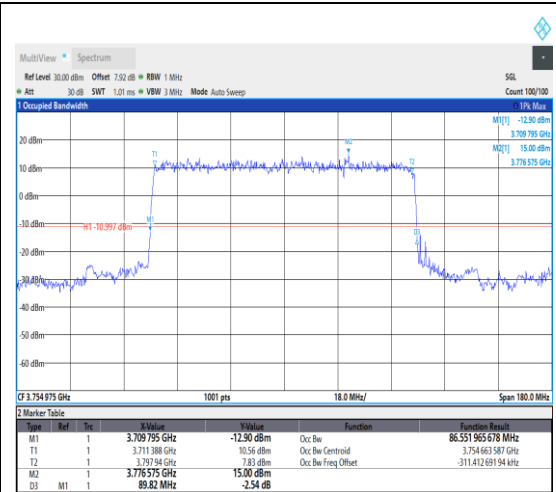 MultiView Spectrum
Ref Level 30.00 dBm Offset 7.92 dB RBW 1 MHz SGL
Att 30 dB SWT 1.01 ms VBW 3 MHz Mode Auto Sweep Count 100/100
1 Occupied Bandwidth 1Pk Max
M1[1] -12.90 dBm
3.709 795 GHz
M2[1] 15.00 dBm
3.776 575 GHz
20 dBm
M2
T1
T2
10 dBm
0 dBm
M1
-10 dBm
H1 -10.997 dBm
D3
-20 dBm
-30 dBm
-40 dBm
-50 dBm
-60 dBm
CF 3.754 975 GHz 1001 pts 18.0 MHz/ Span 180.0 MHz
2 Marker Table
Type Ref Trc X-Value Y-Value Function Function Result
M1 1 3.709 795 GHz -12.90 dBm Occ Bw 86.551 965 678 MHz
T1 1 3.711 388 GHz 10.56 dBm Occ Bw Centroid 3.754 663 587 GHz
T2 1 3.797 94 GHz 7.83 dBm Occ Bw Freq Offset -311.412 691 94 kHz
M2 1 3.776 575 GHz 15.00 dBm
D3 M1 1 89.82 MHz -2.54 dB